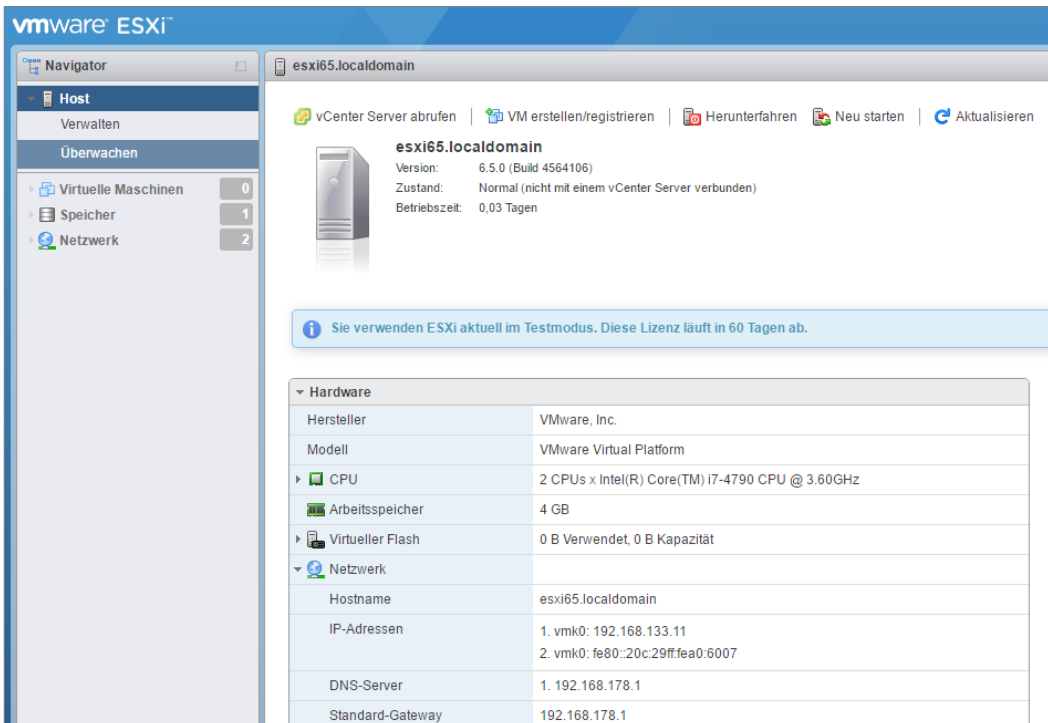 vmware ESXi™
Navigator
Host
Verwalten
Überwachen
Virtuelle Maschinen 0
Speicher 1
Netzwerk 2
esxi65.localdomain
vCenter Server abrufen | VM erstellen/registrieren | Herunterfahren Neu starten | Aktualisieren
esxi65.localdomain
Version: 6.5.0 (Build 4564106)
Zustand: Normal (nicht mit einem vCenter Server verbunden)
Betriebszeit: 0,03 Tagen
Sie verwenden ESXi aktuell im Testmodus. Diese Lizenz läuft in 60 Tagen ab.
Hardware
Hersteller VMware, Inc.
Modell VMware Virtual Platform
CPU 2 CPUs x Intel(R) Core(TM) i7-4790 CPU @ 3.60GHz
Arbeitsspeicher 4 GB
Virtueller Flash 0 B Verwendet, 0 B Kapazität
Netzwerk
Hostname esxi65.localdomain
IP-Adressen 1. vmk0: 192.168.133.11
2. vmk0: fe80::20c:29ff:fea0:6007
DNS-Server 1. 192.168.178.1
Standard-Gateway 192.168.178.1